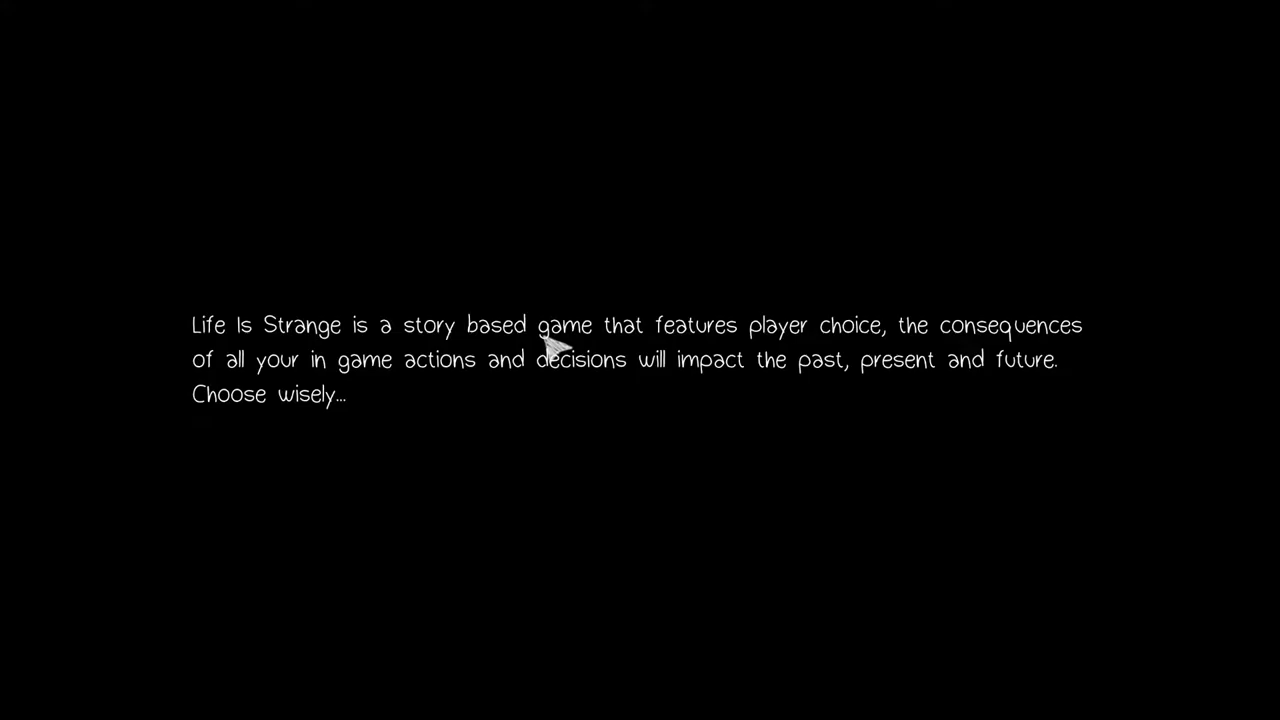 Life Is Strange is a story based game that features player choice, the consequences
of all your in game actions and decisions will impact the past, present and future.
Choose wisely...